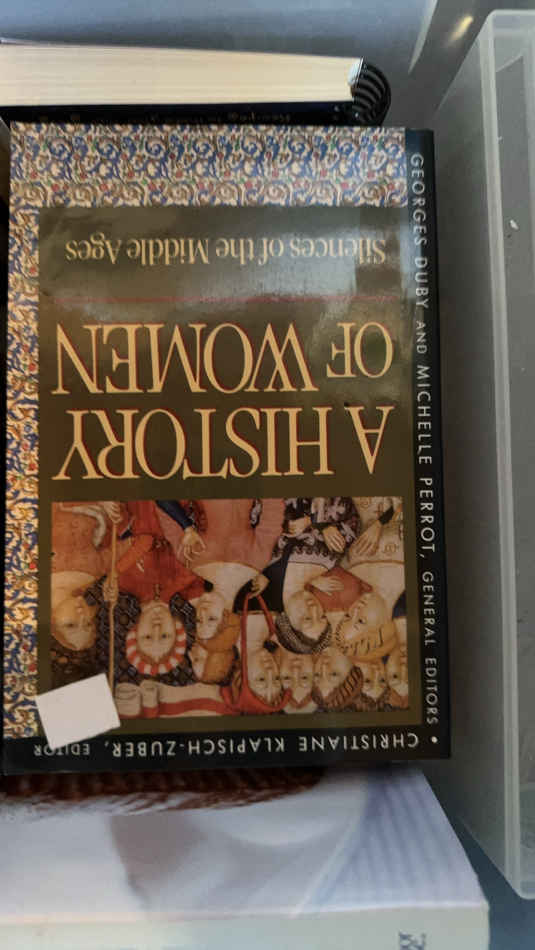 GEORGES DUBY AND MICHELLE PERROT, GENERAL EDITORS
• CHRISTIANE KLAPISCH-ZUBER, EDITOR
A HISTORY
OF WOMEN
Silences of the Middle Ages